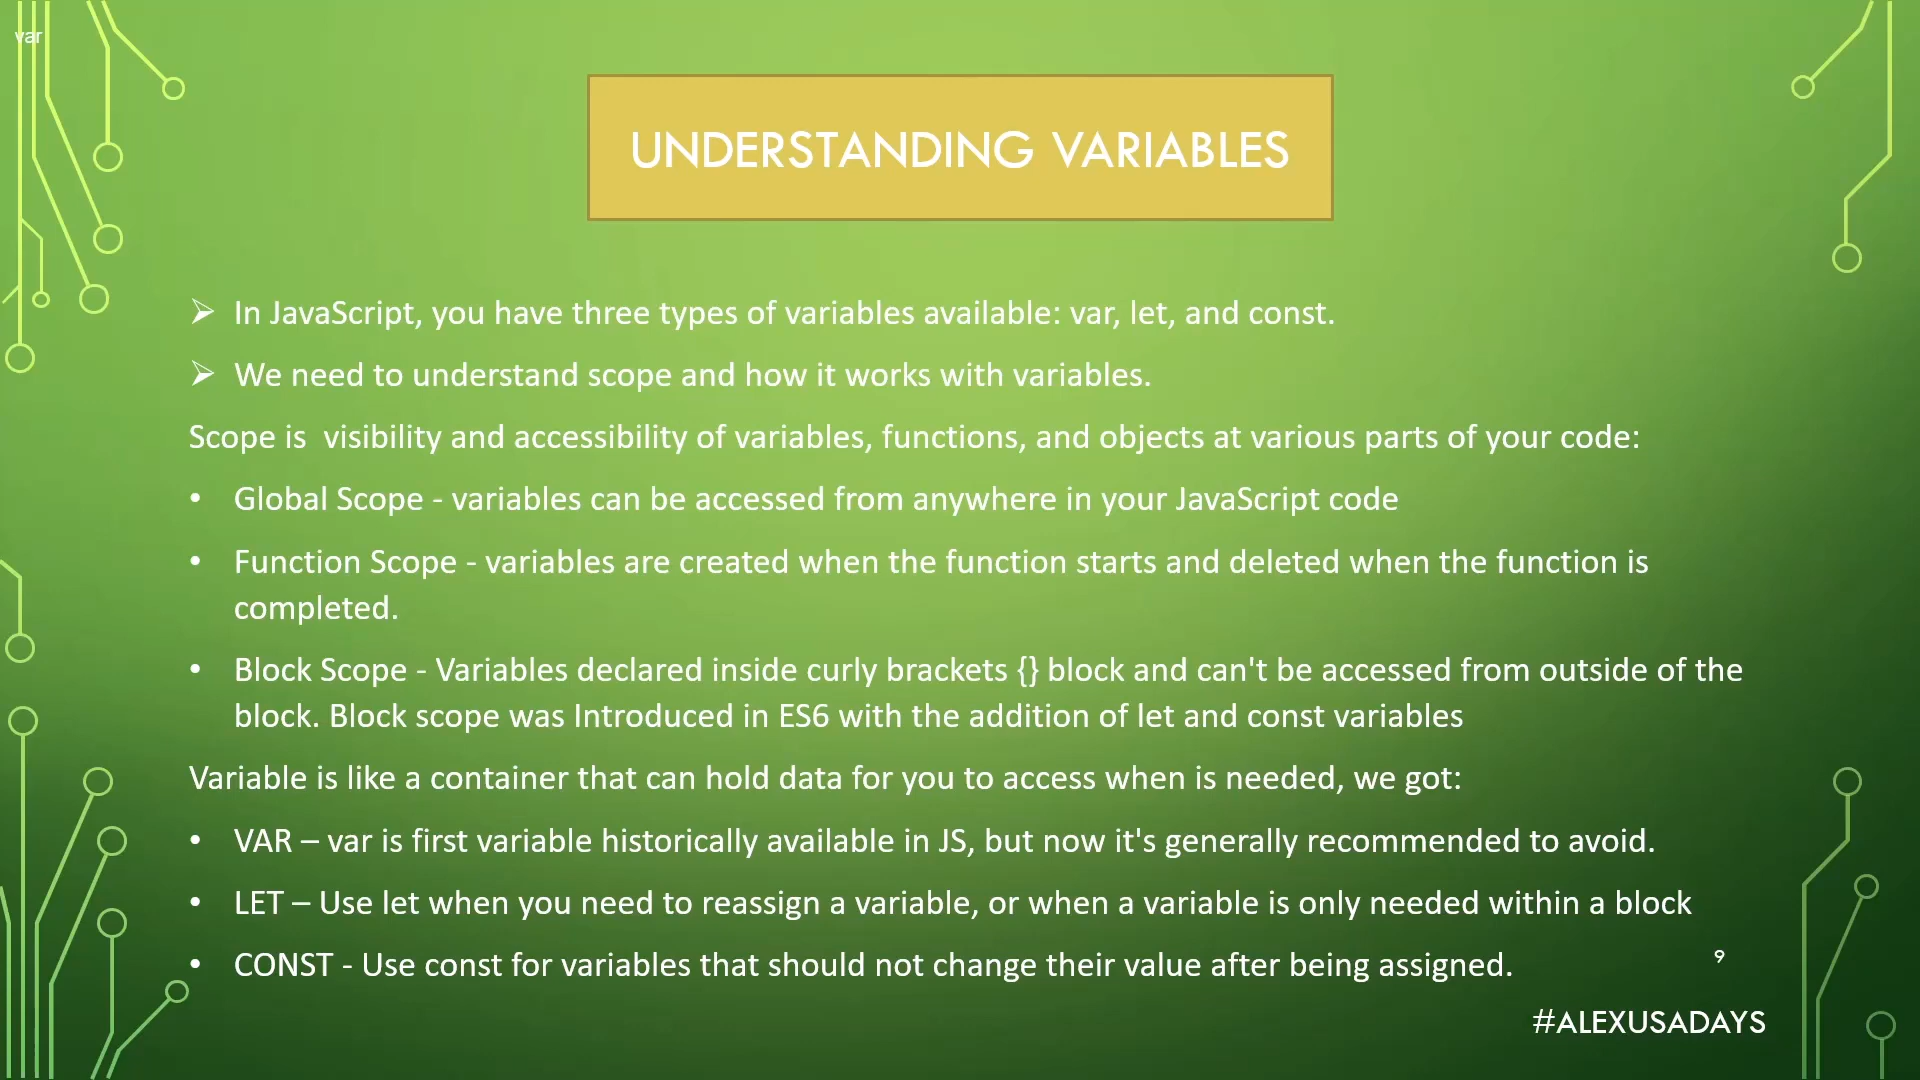 var
UNDERSTANDING VARIABLES
➢ In JavaScript, you have three types of variables available: var, let, and const.
➢ We need to understand scope and how it works with variables.
Scope is  visibility and accessibility of variables, functions, and objects at various parts of your code:
• Global Scope - variables can be accessed from anywhere in your JavaScript code
• Function Scope - variables are created when the function starts and deleted when the function is
completed.
• Block Scope - Variables declared inside curly brackets {} block and can't be accessed from outside of the
block. Block scope was Introduced in ES6 with the addition of let and const variables
Variable is like a container that can hold data for you to access when is needed, we got:
• VAR – var is first variable historically available in JS, but now it's generally recommended to avoid.
• LET – Use let when you need to reassign a variable, or when a variable is only needed within a block
• CONST - Use const for variables that should not change their value after being assigned.
9
#ALEXUSADAYS